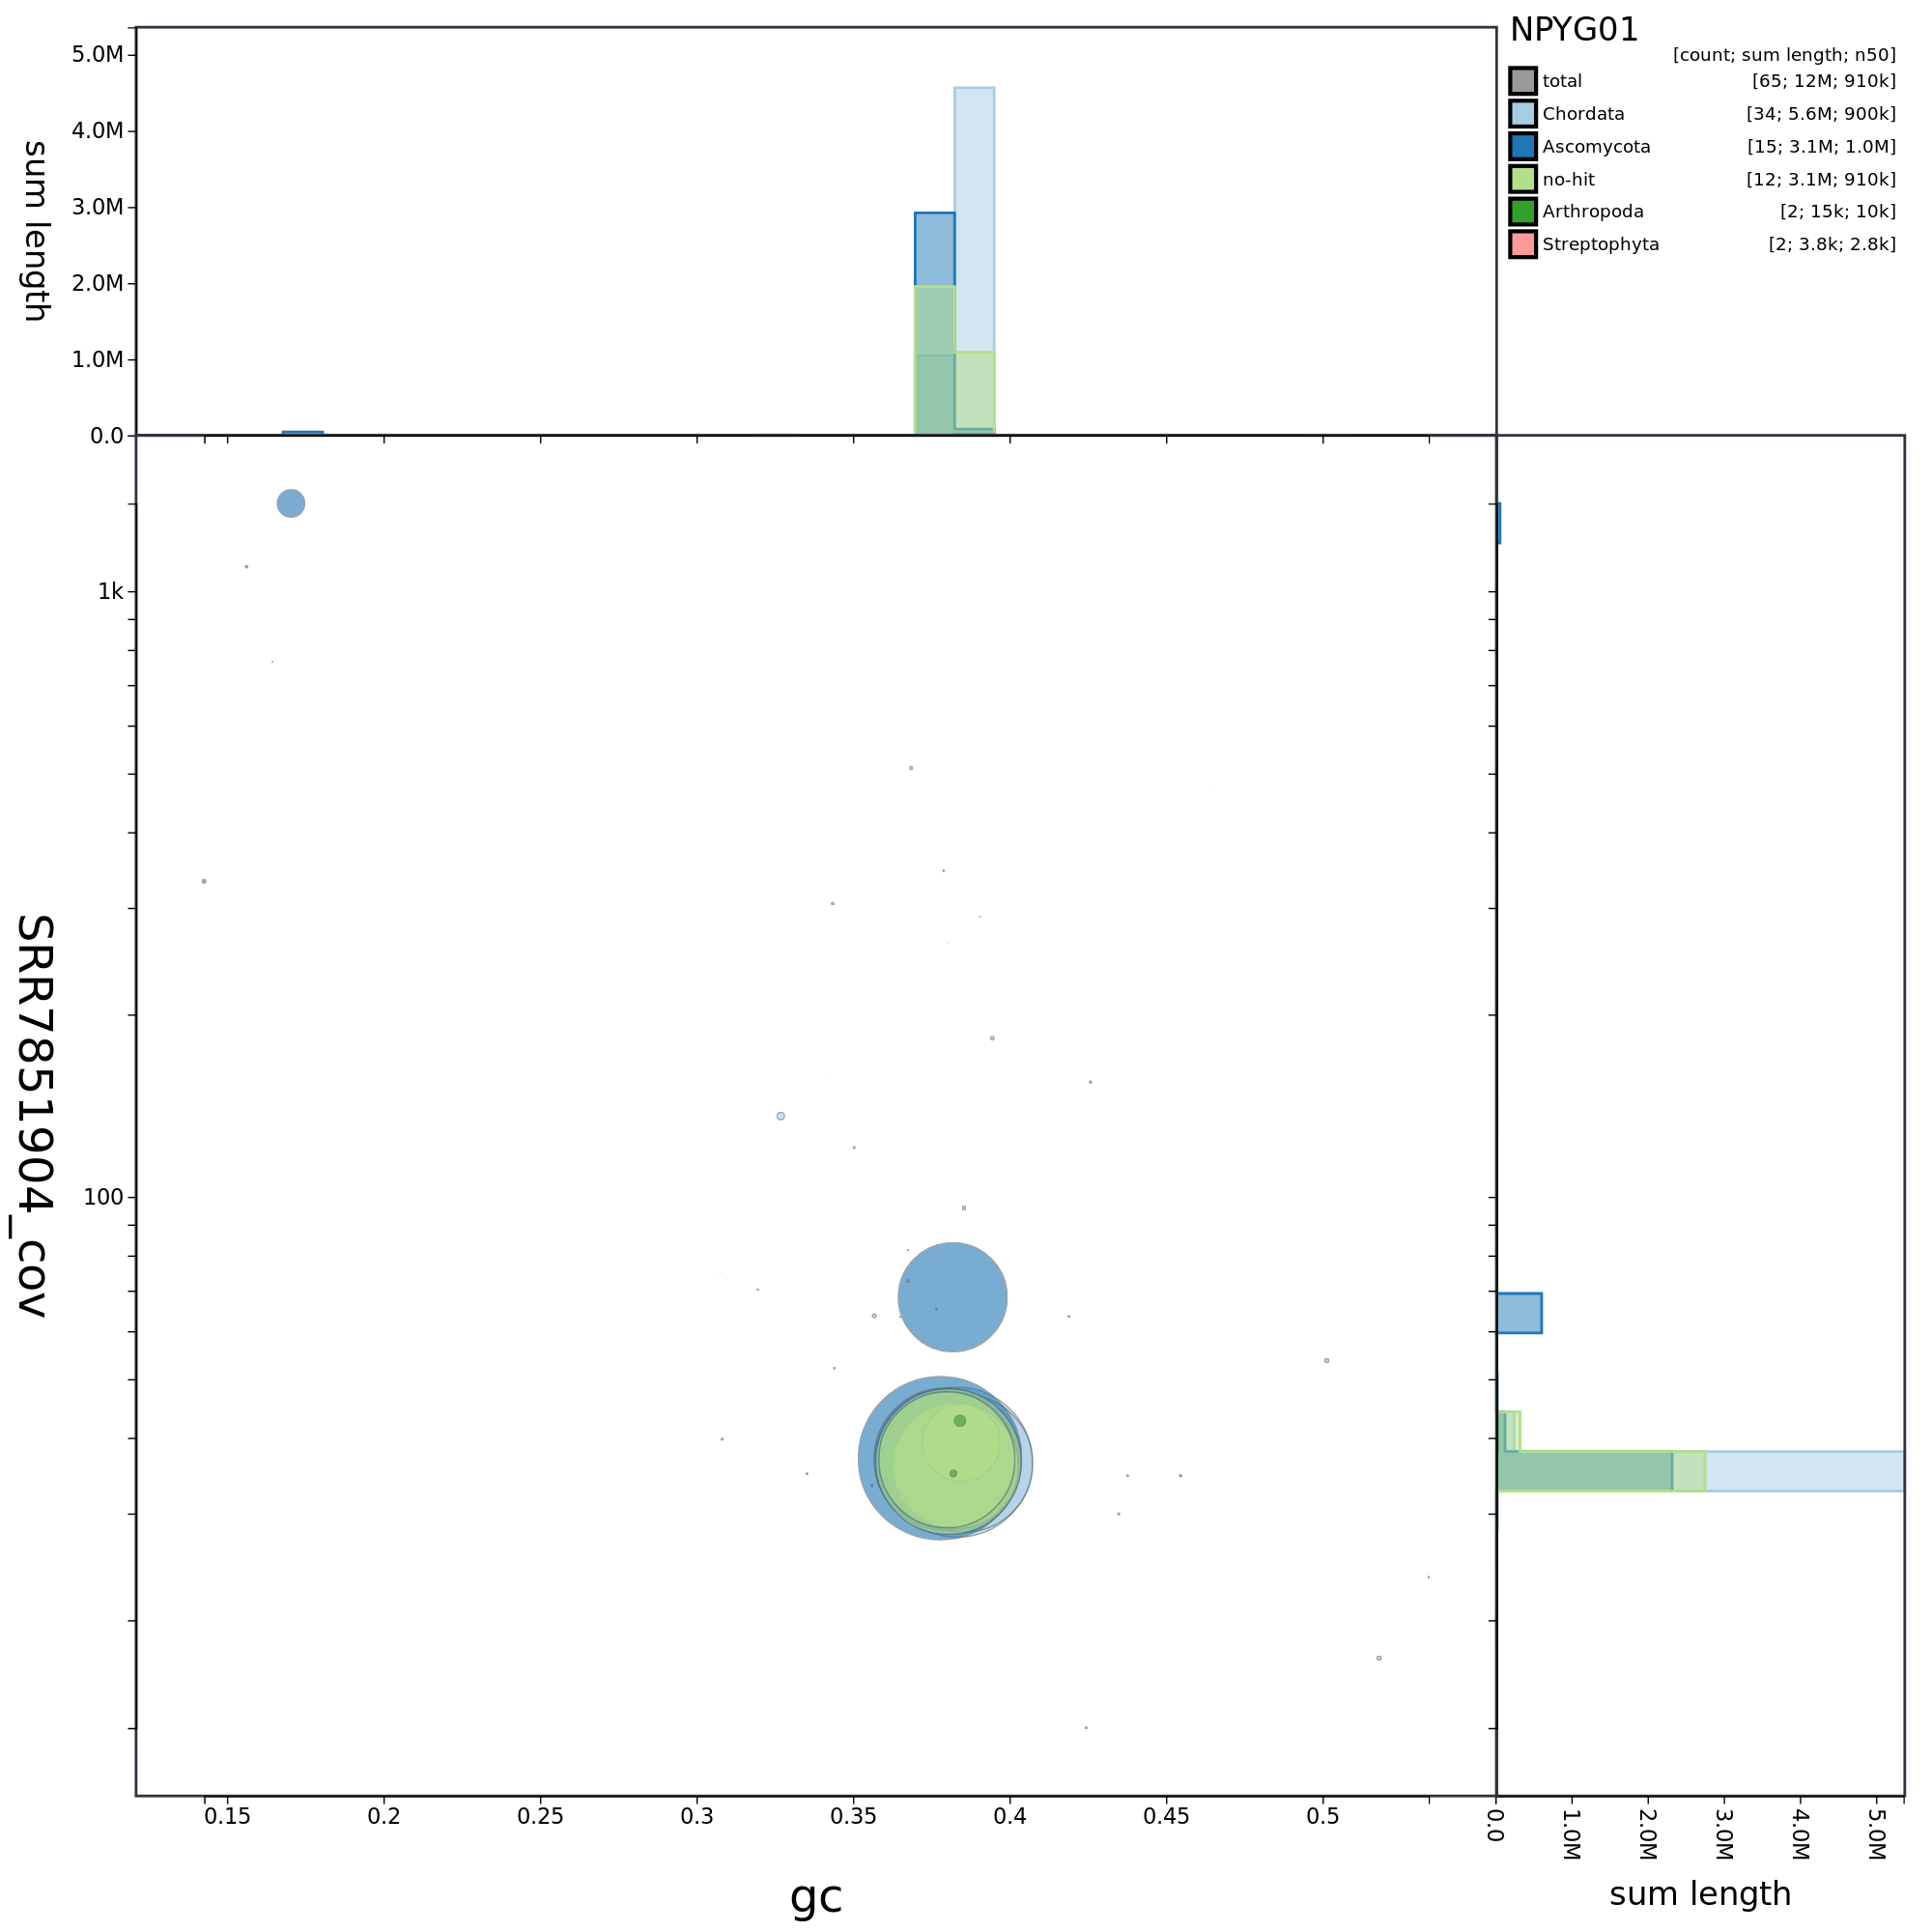 NPYG01
[count; sum length; n50]
total [65; 12M; 910k]
Chordata [34; 5.6M; 900k]
Ascomycota [15; 3.1M; 1.0M]
no-hit [12; 3.1M; 910k]
Arthropoda [2; 15k; 10k]
Streptophyta [2; 3.8k; 2.8k]
sum length
5.0M
4.0M
3.0M
2.0M
1.0M
0.0
SRR7851904_cov
1k
100
0.15 0.2 0.25 0.3 0.35 0.4 0.45 0.5
gc
0.0 1.0M 2.0M 3.0M 4.0M 5.0M
sum length